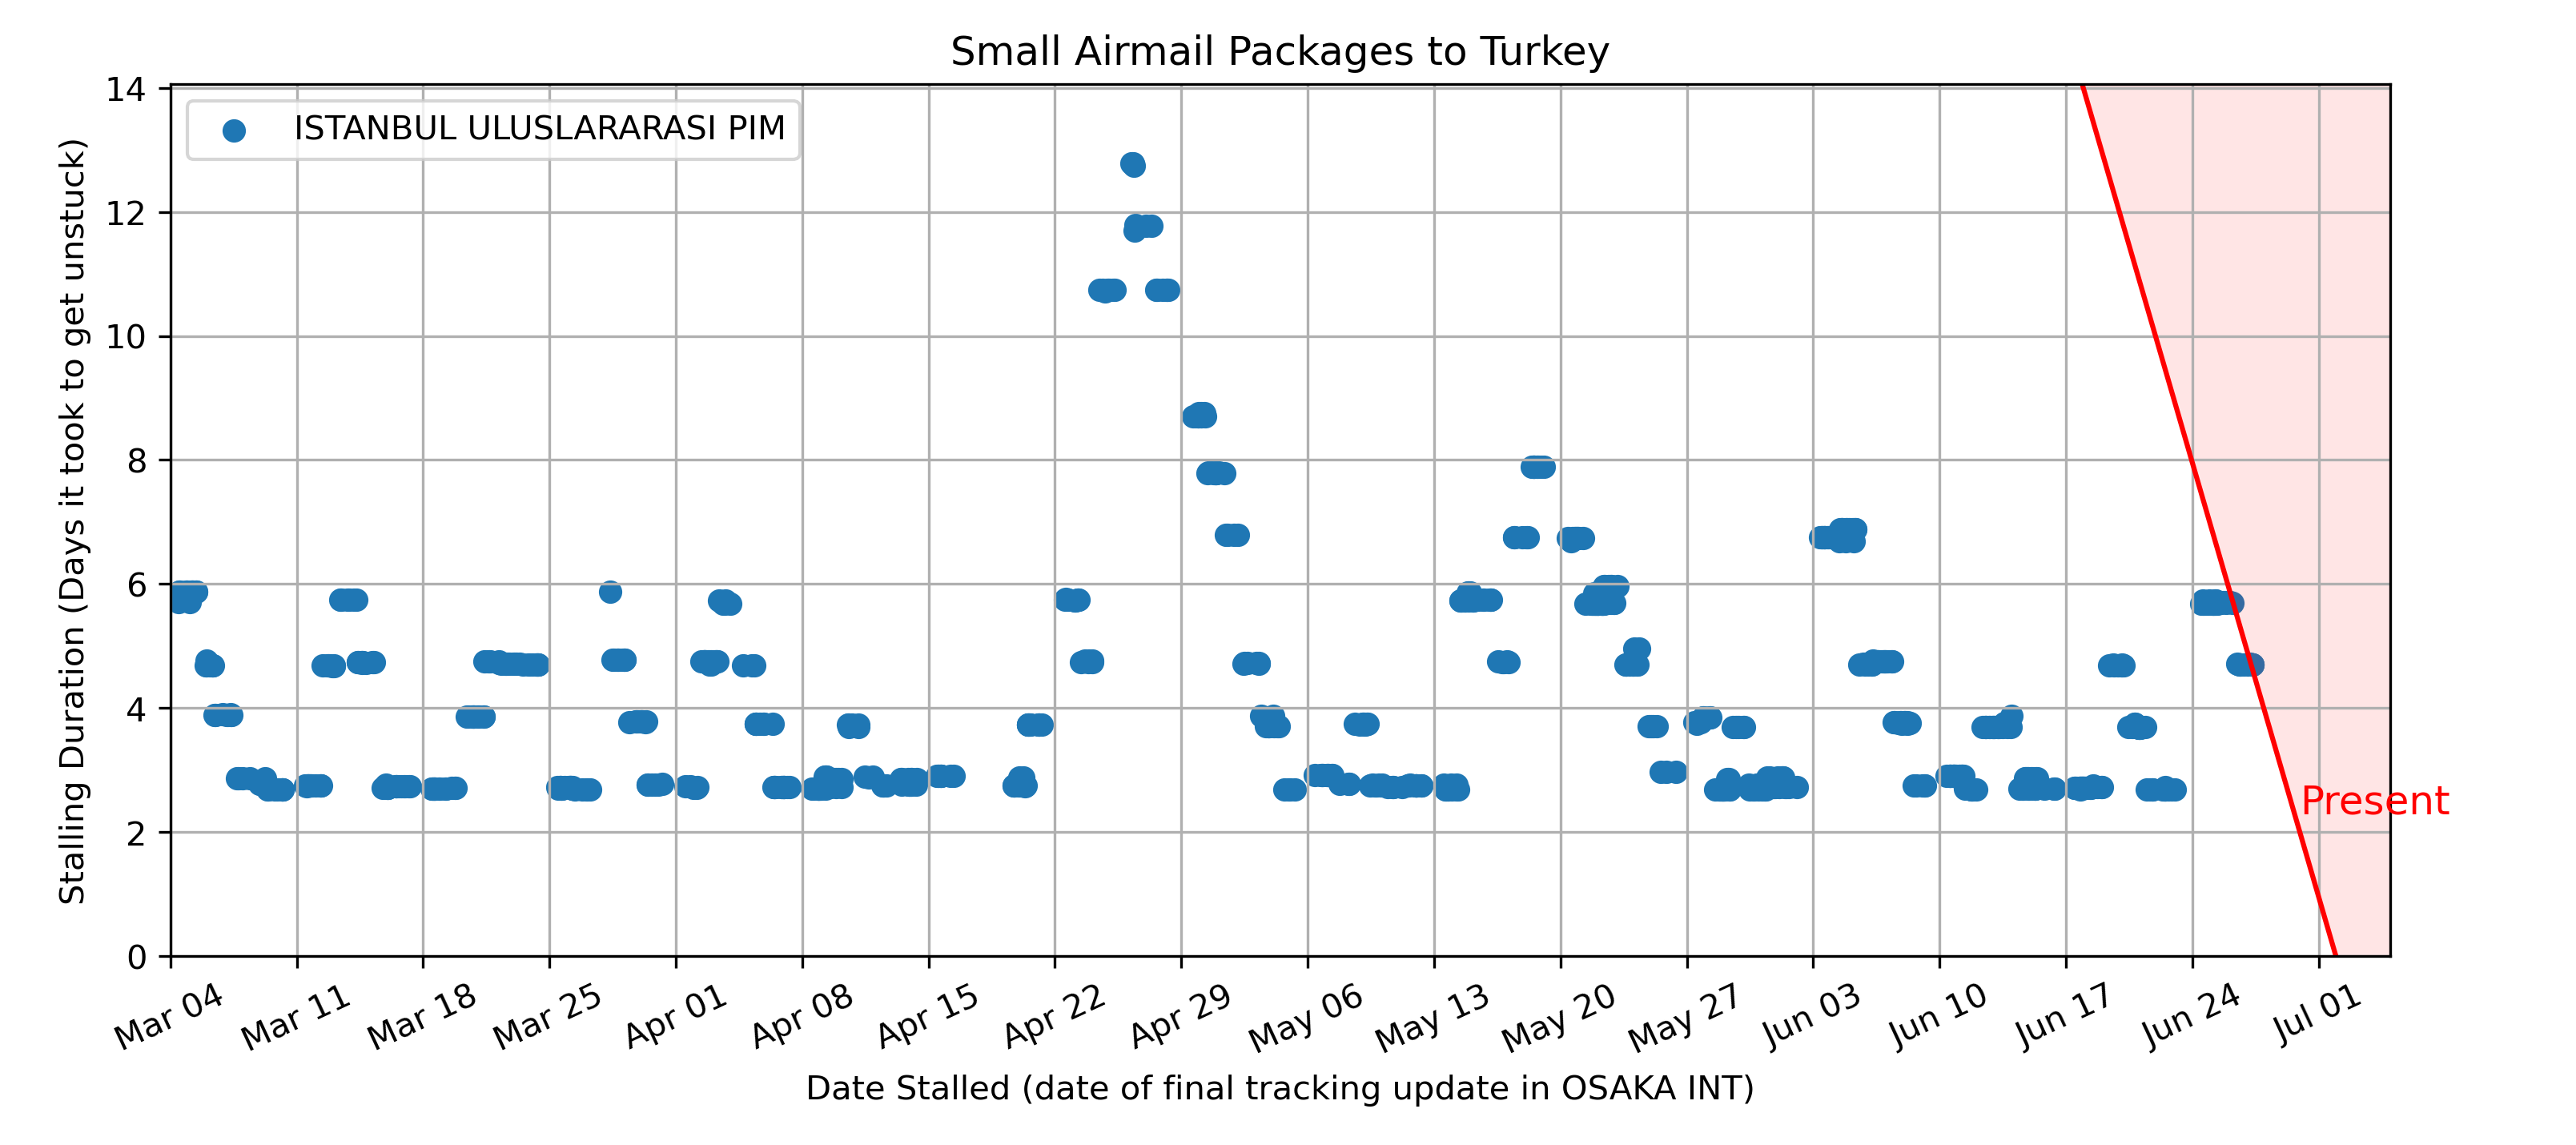 Small Airmail Packages to Turkey
ISTANBUL ULUSLARARASI PIM
Stalling Duration (Days it took to get unstuck)
14
12
10
8
6
4
2
0
Present
Mar 04
Mar 11
Mar 18
Mar 25
Apr 01
Apr 08
Apr 15
Apr 22
Apr 29
May 06
May 13
May 20
May 27
Jun 03
Jun 10
Jun 17
Jun 24
Jul 01
Date Stalled (date of final tracking update in OSAKA INT)